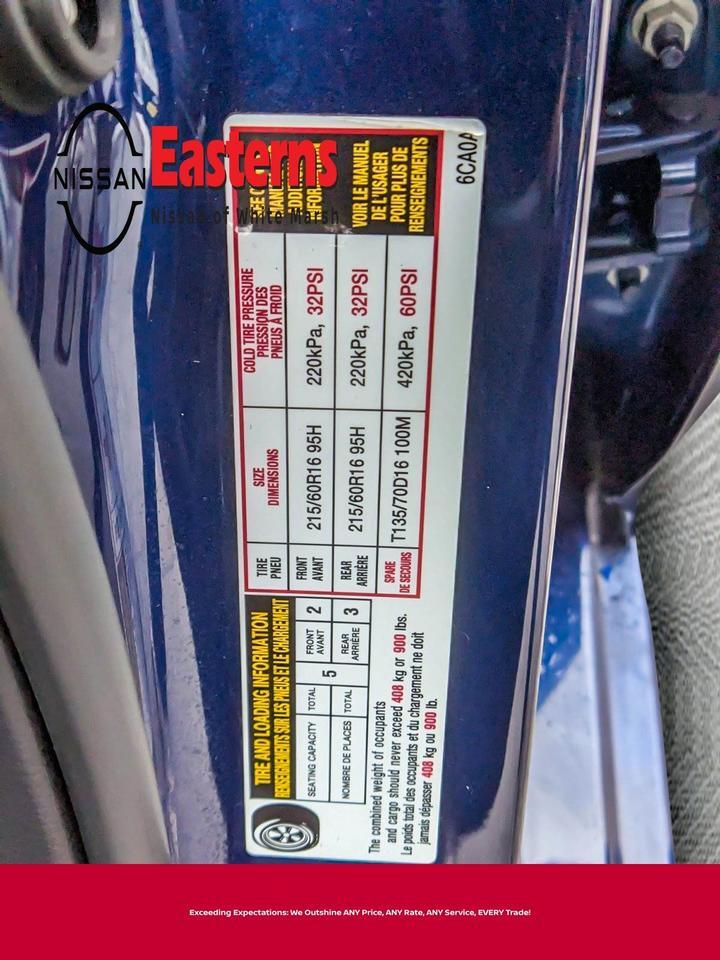 NISSAN
Easterns
Nissan of White Marsh
TIRE AND LOADING INFORMATION
RENSEIGNEMENTS SUR LES PNEUS ET LE CHARGEMENT
SEATING CAPACITY TOTAL 5 FRONT AVANT 2
NOMBRE DE PLACES TOTAL REAR ARRIÈRE 3
The combined weight of occupants
and cargo should never exceed 408 kg or 900 lbs.
Le poids total des occupants et du chargement ne doit
jamais dépasser 408 kg ou 900 lb.
TIRE
PNEU
SIZE
DIMENSIONS
COLD TIRE PRESSURE
PRESSION DES
PNEUS À FROID
FRONT
AVANT
215/60R16 95H
220kPa, 32PSI
REAR
ARRIÈRE
215/60R16 95H
220kPa, 32PSI
SPARE
DE SECOURS
T135/70D16 100M
420kPa, 60PSI
VOIR LE MANUEL
DE L'USAGER
POUR PLUS DE
RENSEIGNEMENTS
6CA0A
Exceeding Expectations: We Outshine ANY Price, ANY Rate, ANY Service, EVERY Trade!